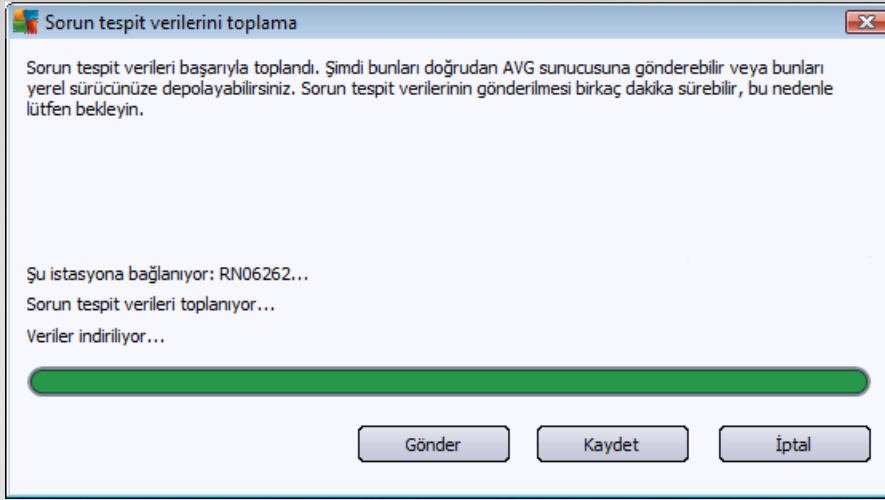 Sorun tespit verilerini toplama
Sorun tespit verileri başarıyla toplandı. Şimdi bunları doğrudan AVG sunucusuna gönderebilir veya bunları
yerel sürücünüze depolayabilirsiniz. Sorun tespit verilerinin gönderilmesi birkaç dakika sürebilir, bu nedenle
lütfen bekleyin.
Şu istasyona bağlanıyor: RN06262...
Sorun tespit verileri toplanıyor...
Veriler indiriliyor...
Gönder Kaydet İptal